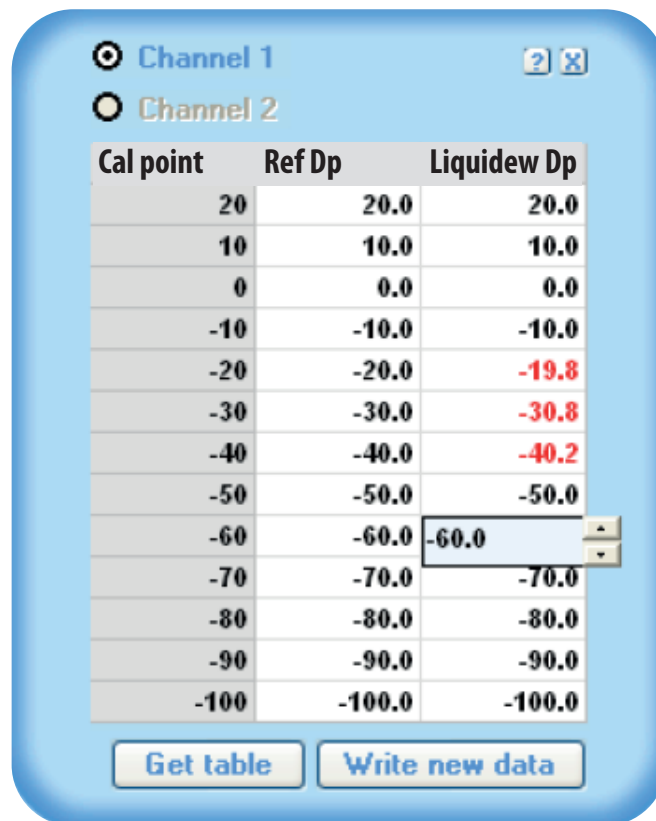 Channel 1 ? X
Channel 2
Cal point Ref Dp Liquidew Dp
20 20.0 20.0
10 10.0 10.0
0 0.0 0.0
-10 -10.0 -10.0
-20 -20.0 -19.8
-30 -30.0 -30.8
-40 -40.0 -40.2
-50 -50.0 -50.0
-60 -60.0 -60.0
-70 -70.0 -70.0
-80 -80.0 -80.0
-90 -90.0 -90.0
-100 -100.0 -100.0
Get table Write new data